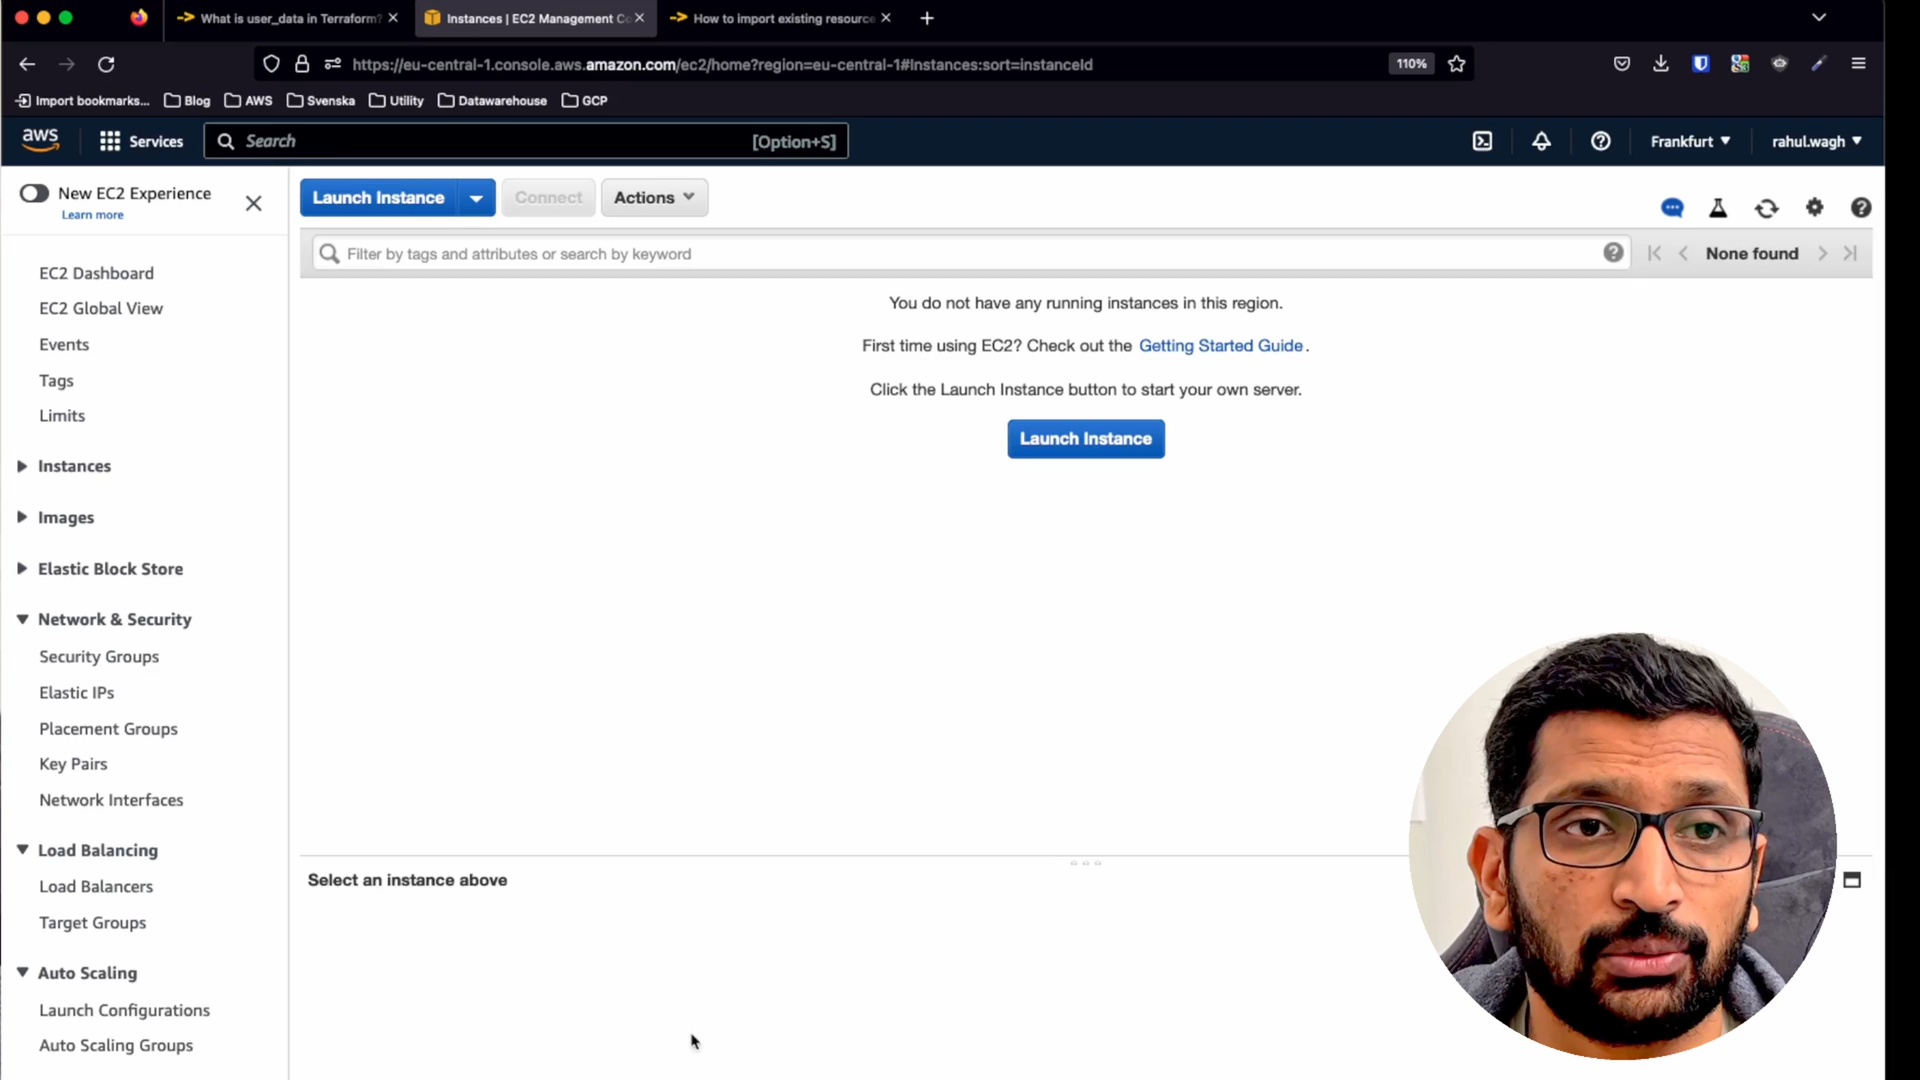 What is user_data in Terraform?
Instances | EC2 Management Co
How to import existing resource
https://eu-central-1.console.aws.amazon.com/ec2/home?region=eu-central-1#Instances:sort=instanceId
110%
Import bookmarks...
Blog
AWS
Svenska
Utility
Datawarehouse
GCP
aws
Services
Search
[Option+S]
Frankfurt
rahul.wagh
New EC2 Experience
Learn more
Launch Instance
Connect
Actions
Filter by tags and attributes or search by keyword
None found
EC2 Dashboard
EC2 Global View
Events
Tags
Limits
Instances
Images
Elastic Block Store
Network & Security
Security Groups
Elastic IPs
Placement Groups
Key Pairs
Network Interfaces
Load Balancing
Load Balancers
Target Groups
Auto Scaling
Launch Configurations
Auto Scaling Groups
You do not have any running instances in this region.
First time using EC2? Check out the Getting Started Guide.
Click the Launch Instance button to start your own server.
Launch Instance
Select an instance above